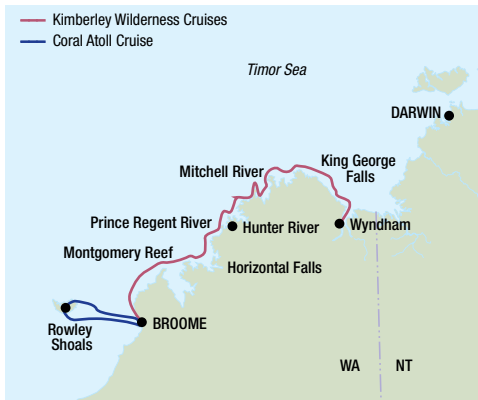 Kimberley Wilderness Cruises
Coral Atoll Cruise
Timor Sea
DARWIN
King George
Falls
Mitchell River
Prince Regent River
Hunter River
Wyndham
Montgomery Reef
Horizontal Falls
Rowley
Shoals
BROOME
WA
NT